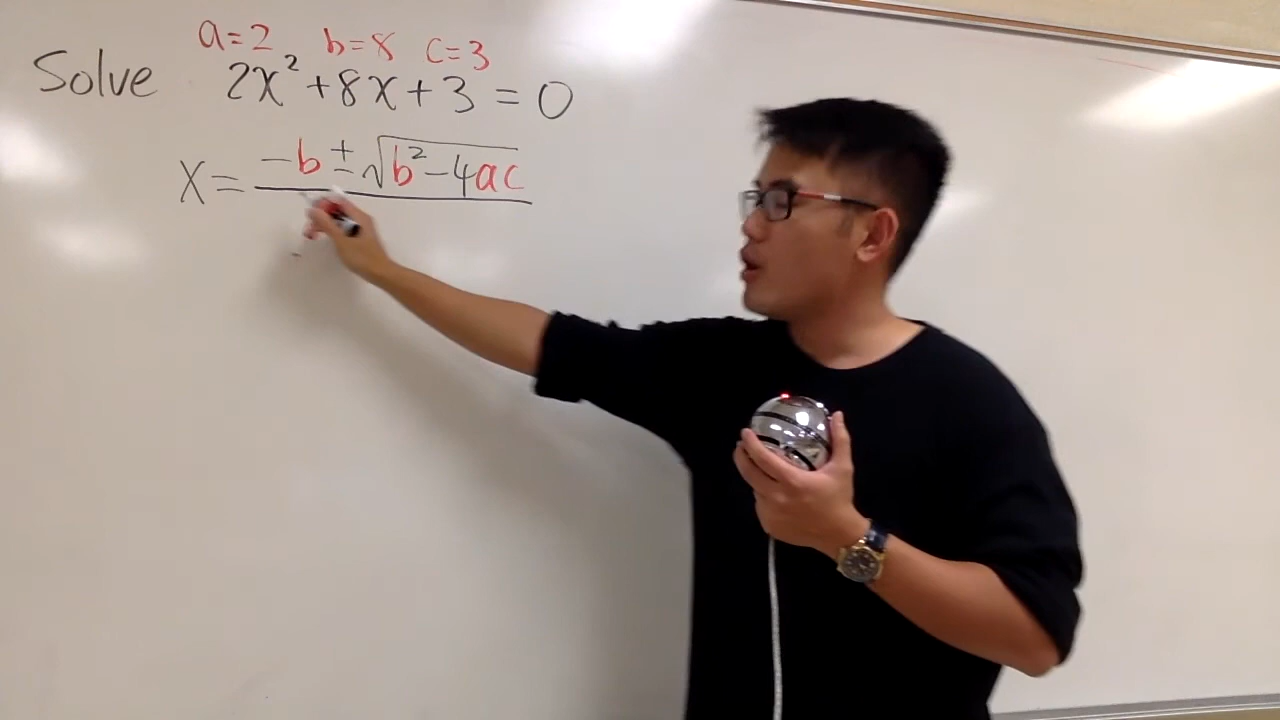 a=2 b=8 c=3
Solve 2x²+8x+3=0
x= -b±√b²-4ac